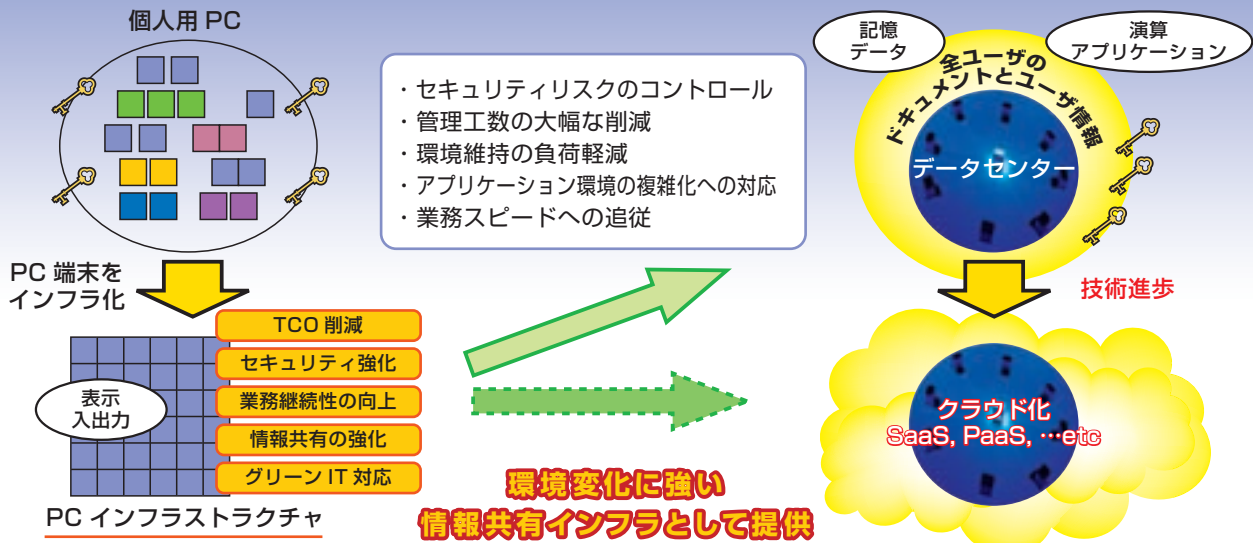 個人用 PC
・セキュリティリスクのコントロール
・管理工数の大幅な削減
・環境維持の負荷軽減
・アプリケーション環境の複雑化への対応
・業務スピードへの追従
記憶
データ
演算
アプリケーション
全ユーザの
ドキュメントとユーザ情報
データセンター
PC 端末を
インフラ化
技術進歩
TCO 削減
セキュリティ強化
業務継続性の向上
情報共有の強化
グリーン IT 対応
表示
入出力
PC インフラストラクチャ
環境変化に強い
情報共有インフラとして提供
クラウド化
SaaS, PaaS, …etc